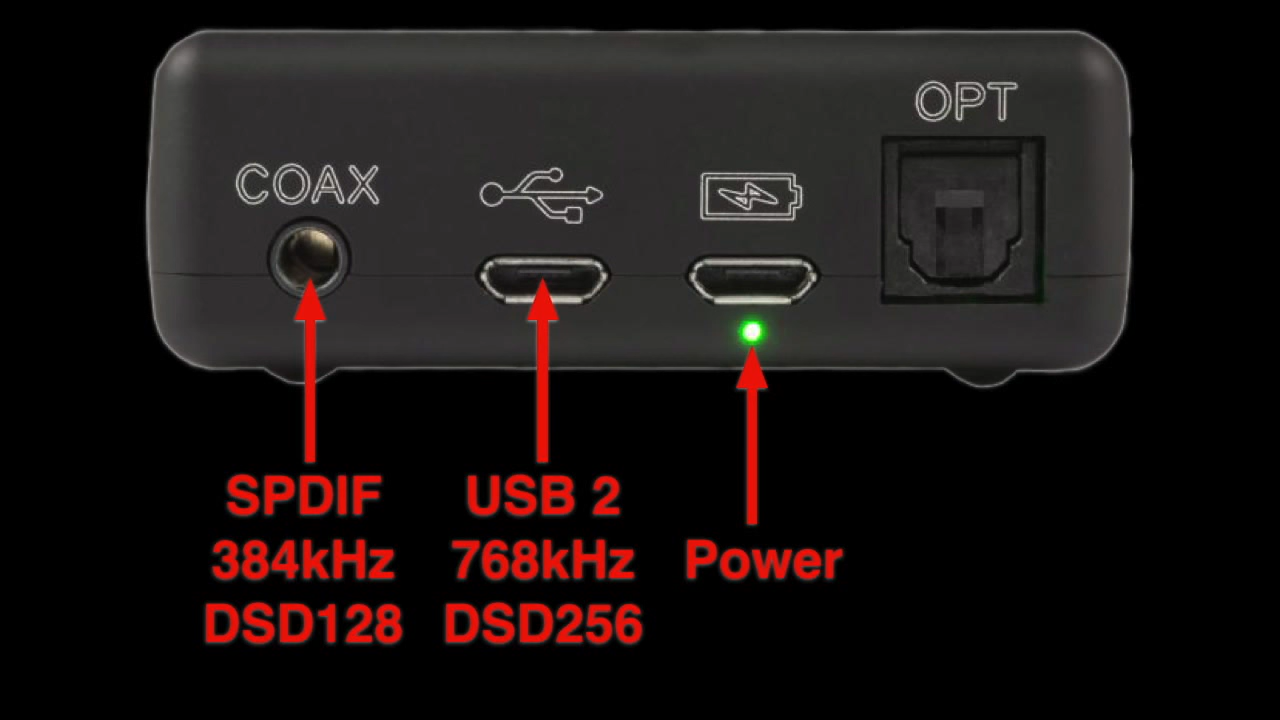 OPT
COAX
SPDIF
384kHz
DSD128
USB 2
768kHz
DSD256
Power